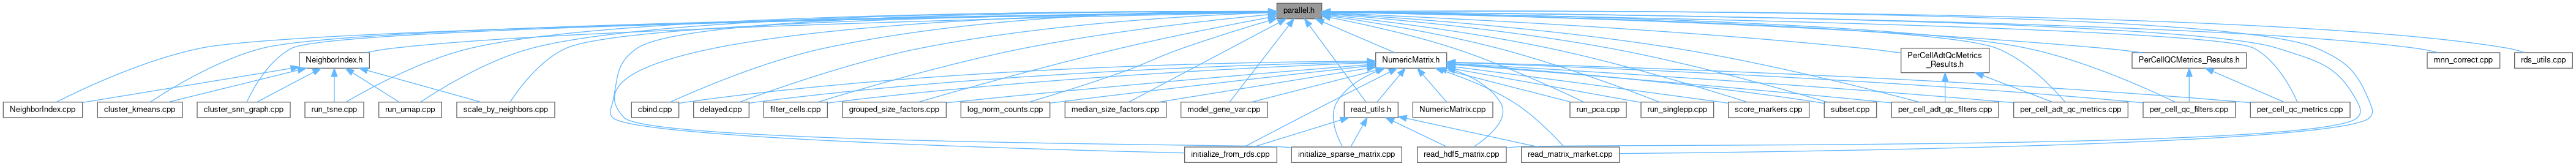 parallel.h
NeighborIndex.h
NumericMatrix.h
PerCellAdtQcMetrics
_Results.h
PerCellQCMetrics_Results.h
mnn_correct.cpp
rds_utils.cpp
NeighborIndex.cpp
cluster_kmeans.cpp
cluster_snn_graph.cpp
run_tsne.cpp
run_umap.cpp
scale_by_neighbors.cpp
cbind.cpp
delayed.cpp
filter_cells.cpp
grouped_size_factors.cpp
log_norm_counts.cpp
median_size_factors.cpp
model_gene_var.cpp
read_utils.h
NumericMatrix.cpp
run_pca.cpp
run_singlepp.cpp
score_markers.cpp
subset.cpp
per_cell_adt_qc_filters.cpp
per_cell_adt_qc_metrics.cpp
per_cell_qc_filters.cpp
per_cell_qc_metrics.cpp
initialize_from_rds.cpp
initialize_sparse_matrix.cpp
read_hdf5_matrix.cpp
read_matrix_market.cpp